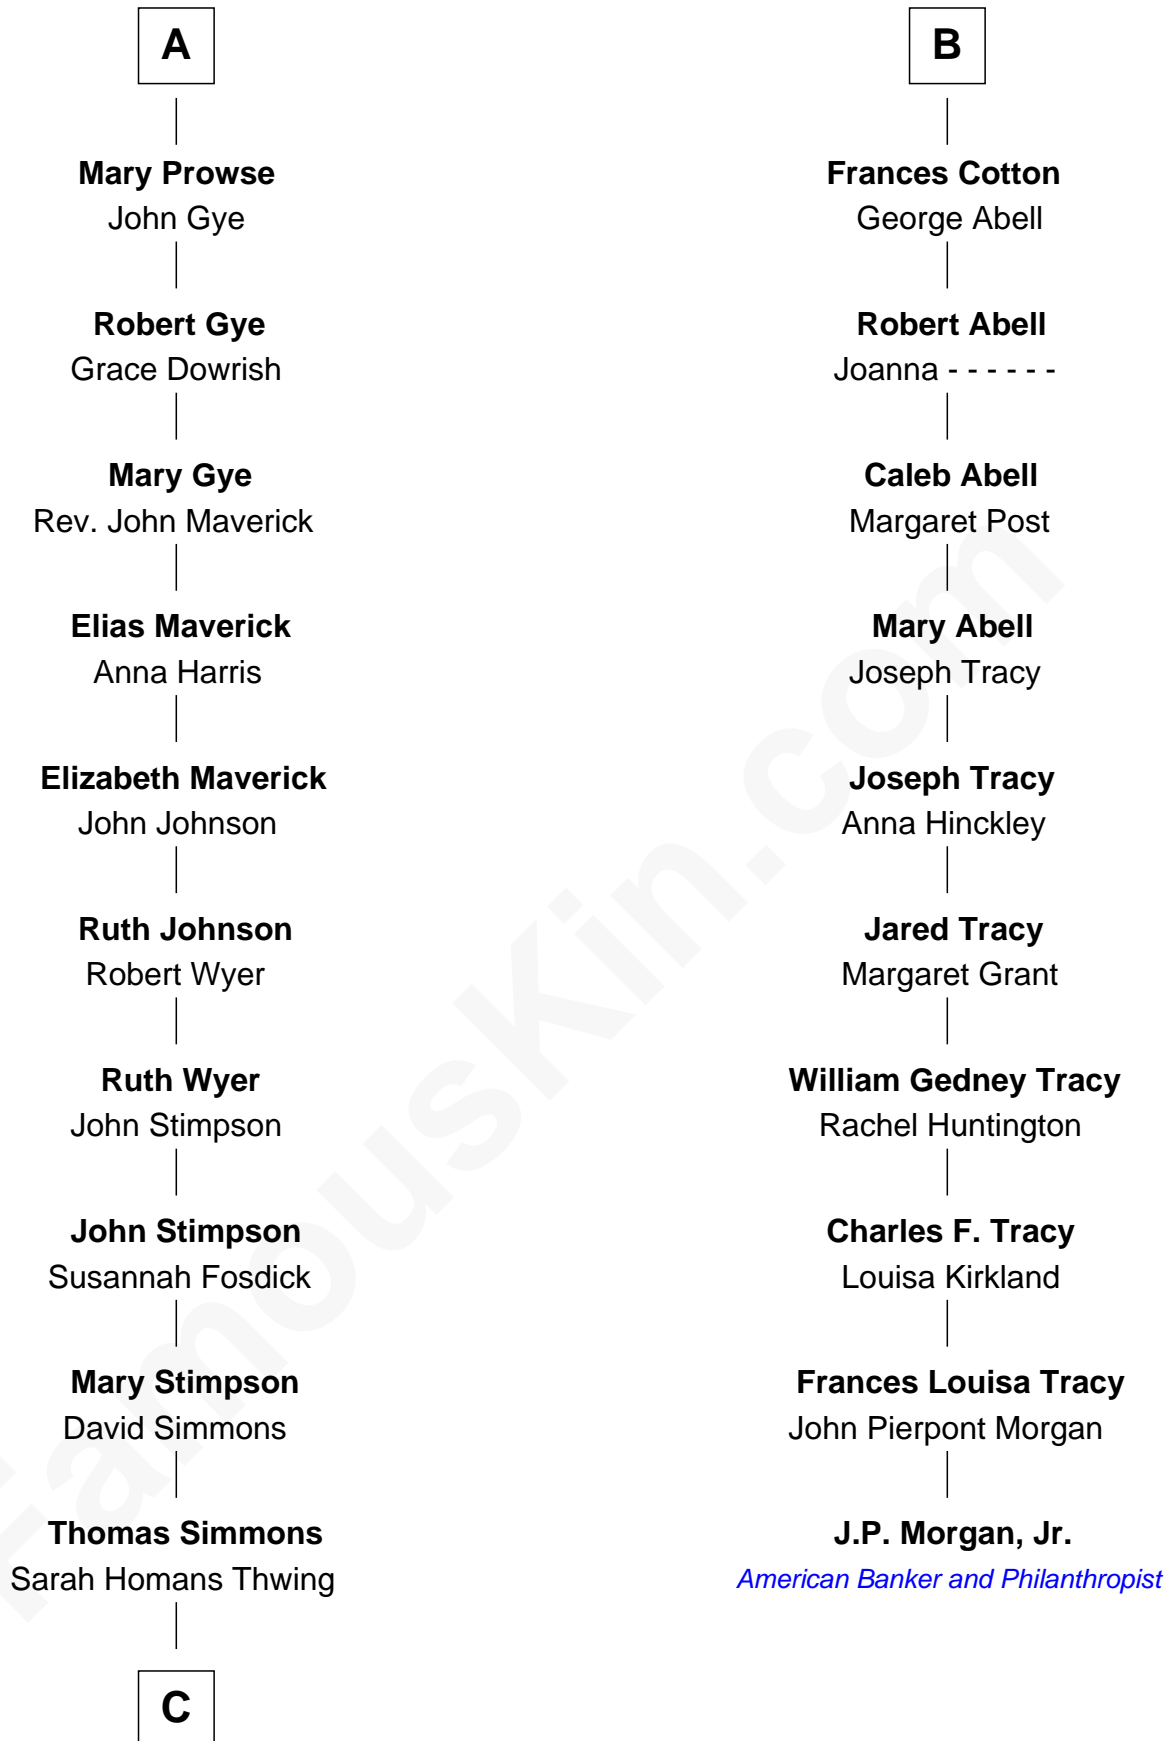 A
Mary Prowse
John Gye
Robert Gye
Grace Dowrish
Mary Gye
Rev. John Maverick
Elias Maverick
Anna Harris
Elizabeth Maverick
John Johnson
Ruth Johnson
Robert Wyer
Ruth Wyer
John Stimpson
John Stimpson
Susannah Fosdick
Mary Stimpson
David Simmons
Thomas Simmons
Sarah Homans Thwing
C
B
Frances Cotton
George Abell
Robert Abell
Joanna - - - - - -
Caleb Abell
Margaret Post
Mary Abell
Joseph Tracy
Joseph Tracy
Anna Hinckley
Jared Tracy
Margaret Grant
William Gedney Tracy
Rachel Huntington
Charles F. Tracy
Louisa Kirkland
Frances Louisa Tracy
John Pierpont Morgan
J.P. Morgan, Jr.
American Banker and Philanthropist
FamousKin.com